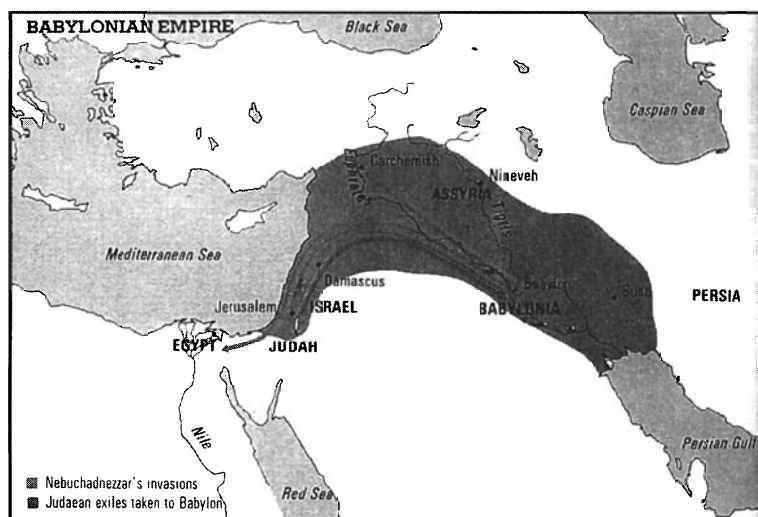 BABYLONIAN EMPIRE
Black Sea
Caspian Sea
Carchemish
Nineveh
Euphrates
ASSYRIA
Tigris
Mediterranean Sea
Damascus
Babylon
Susa
PERSIA
Jerusalem
ISRAEL
BABYLONIA
EGYPT
JUDAH
Nile
Persian Gulf
Red Sea
Nebuchadnezzar's invasions
Judaean exiles taken to Babylon